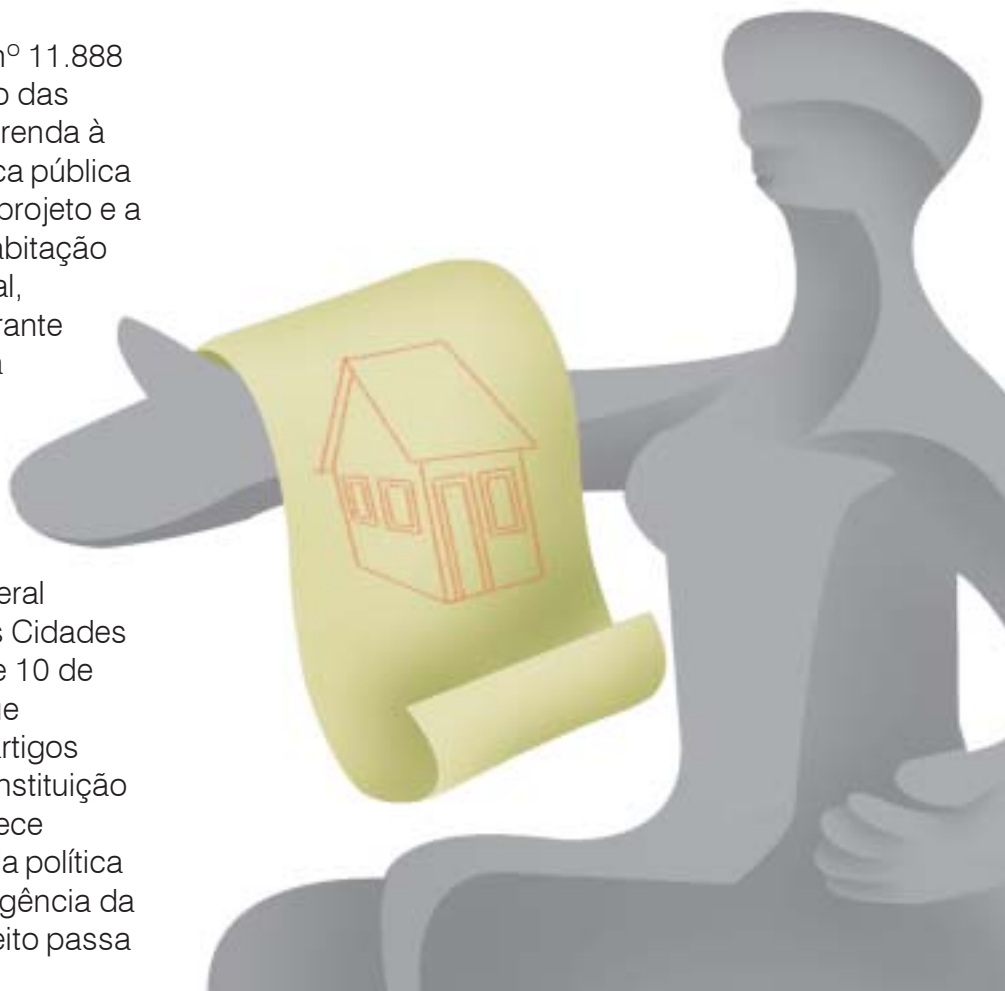 nº 11.888
o das
renda à
ca pública
projeto e a
abitação
al,
rante
a
eral
s Cidades
e 10 de
ue
rtigos
nstituição
ece
a política
gência da
eito passa